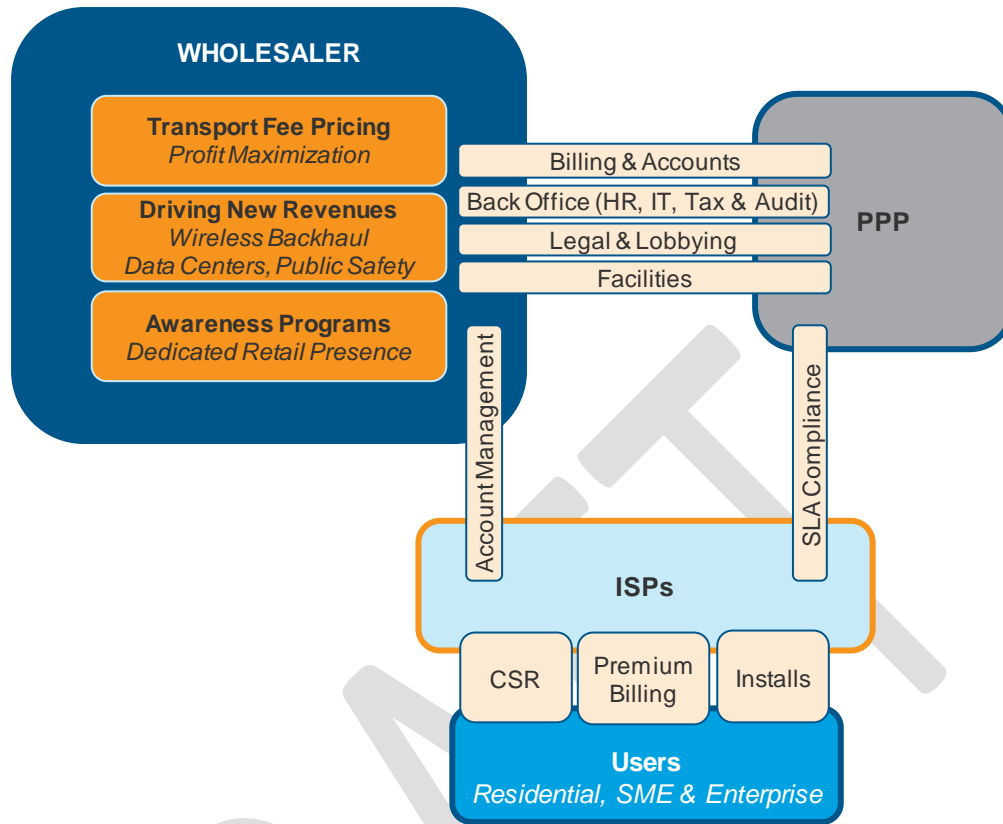 WHOLESALER
Transport Fee Pricing
Profit Maximization
Driving New Revenues
Wireless Backhaul
Data Centers, Public Safety
Awareness Programs
Dedicated Retail Presence
Billing & Accounts
Back Office (HR, IT, Tax & Audit)
Legal & Lobbying
Facilities
PPP
Account Management
SLA Compliance
ISPs
CSR
Premium
Billing
Installs
Users
Residential, SME & Enterprise